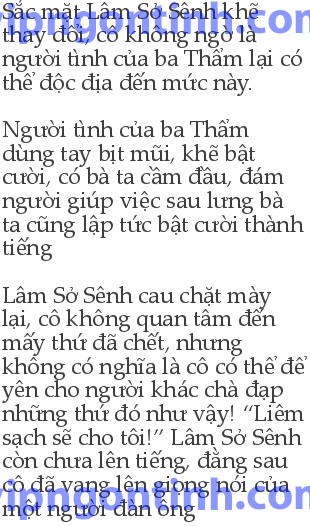 Sắc mặt Lâm Sở Sênh khẽ
thay đổi, cô không ngờ là
người tình của ba Thẩm lại có
thể độc địa đến mức này.
Người tình của ba Thẩm
dùng tay bịt mũi, khẽ bật
cười, có bà ta cầm đầu, đám
người giúp việc sau lưng bà
ta cũng lập tức bật cười thành
tiếng
Lâm Sở Sênh cau chặt mày
lại, cô không quan tâm đến
mấy thứ đã chết, nhưng
không có nghĩa là cô có thể để
yên cho người khác chà đạp
những thứ đó như vậy! “Liêm
sạch sẽ cho tôi!” Lâm Sở Sênh
còn chưa lên tiếng, đằng sau
cô đã vang lên giọng nói của
một người đàn ông
vipngontinh.com
vipngontinh.com